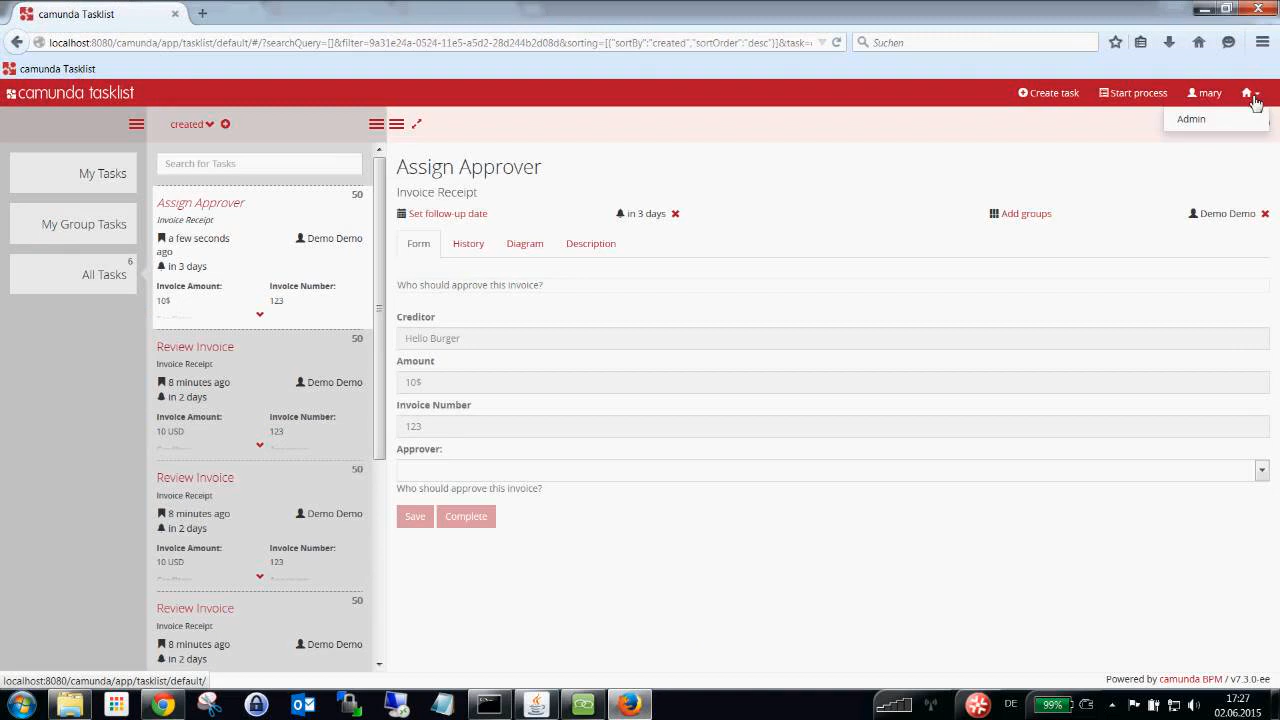 camunda Tasklist
localhost:8080/camunda/app/tasklist/default/#/?searchQuery=[]&filter=9a31e24a-0524-11e5-a5d2-28d244b2d08d&sorting=[{"sortBy":"created","sortOrder":"desc"}]&task=
Suchen
camunda Tasklist
camunda tasklist
Create task
Start process
mary
Admin
created
My Tasks
My Group Tasks
6
All Tasks
Search for Tasks
50
Assign Approver
Invoice Receipt
a few seconds ago
Demo Demo
in 3 days
Invoice Amount: Invoice Number:
10$ 123
50
Review Invoice
Invoice Receipt
8 minutes ago
Demo Demo
in 2 days
Invoice Amount: Invoice Number:
10 USD 123
50
Review Invoice
Invoice Receipt
8 minutes ago
Demo Demo
in 2 days
Invoice Amount: Invoice Number:
10 USD 123
50
Review Invoice
Invoice Receipt
8 minutes ago
Demo Demo
in 2 days
Assign Approver
Invoice Receipt
Set follow-up date
in 3 days
Add groups
Demo Demo
Form History Diagram Description
Who should approve this invoice?
Creditor
Hello Burger
Amount
10$
Invoice Number
123
Approver:
Who should approve this invoice?
Save Complete
localhost:8080/camunda/app/tasklist/default/
Powered by camunda BPM / v7.3.0-ee
DE
99%
17:27
02.06.2015